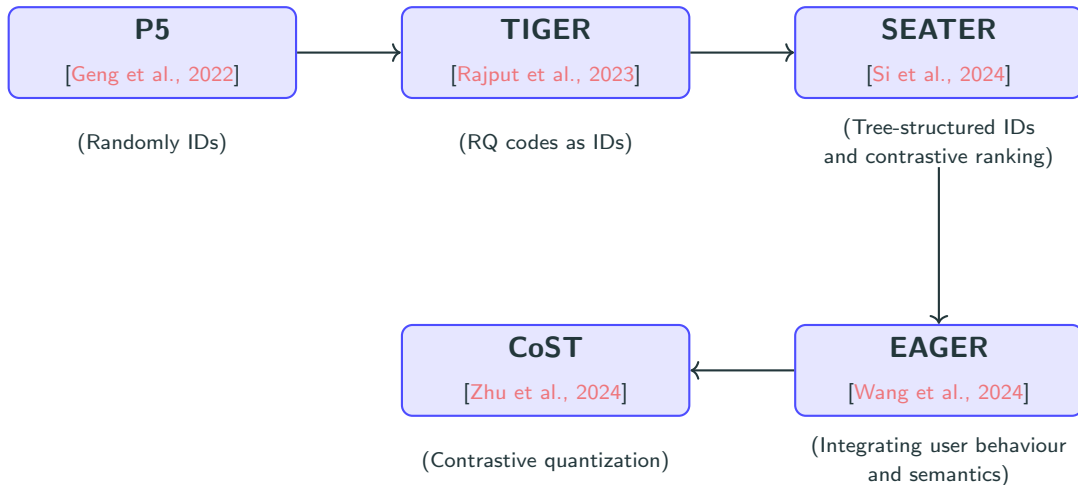 P5
[Geng et al., 2022]
(Randomly IDs)
TIGER
[Rajput et al., 2023]
(RQ codes as IDs)
SEATER
[Si et al., 2024]
(Tree-structured IDs
and contrastive ranking)
EAGER
[Wang et al., 2024]
(Integrating user behaviour
and semantics)
CoST
[Zhu et al., 2024]
(Contrastive quantization)